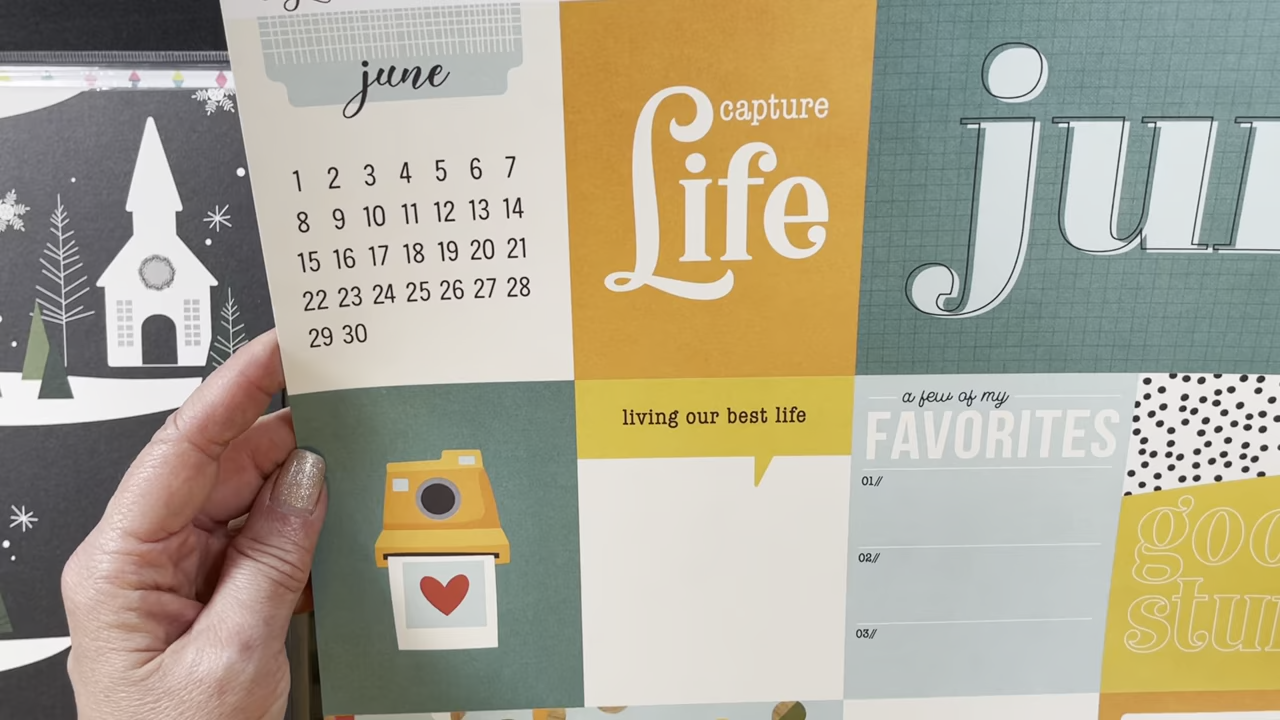 june
1 2 3 4 5 6 7
8 9 10 11 12 13 14
15 16 17 18 19 20 21
22 23 24 25 26 27 28
29 30
capture
Life
living our best life
a few of my
FAVORITES
01//
02//
03//